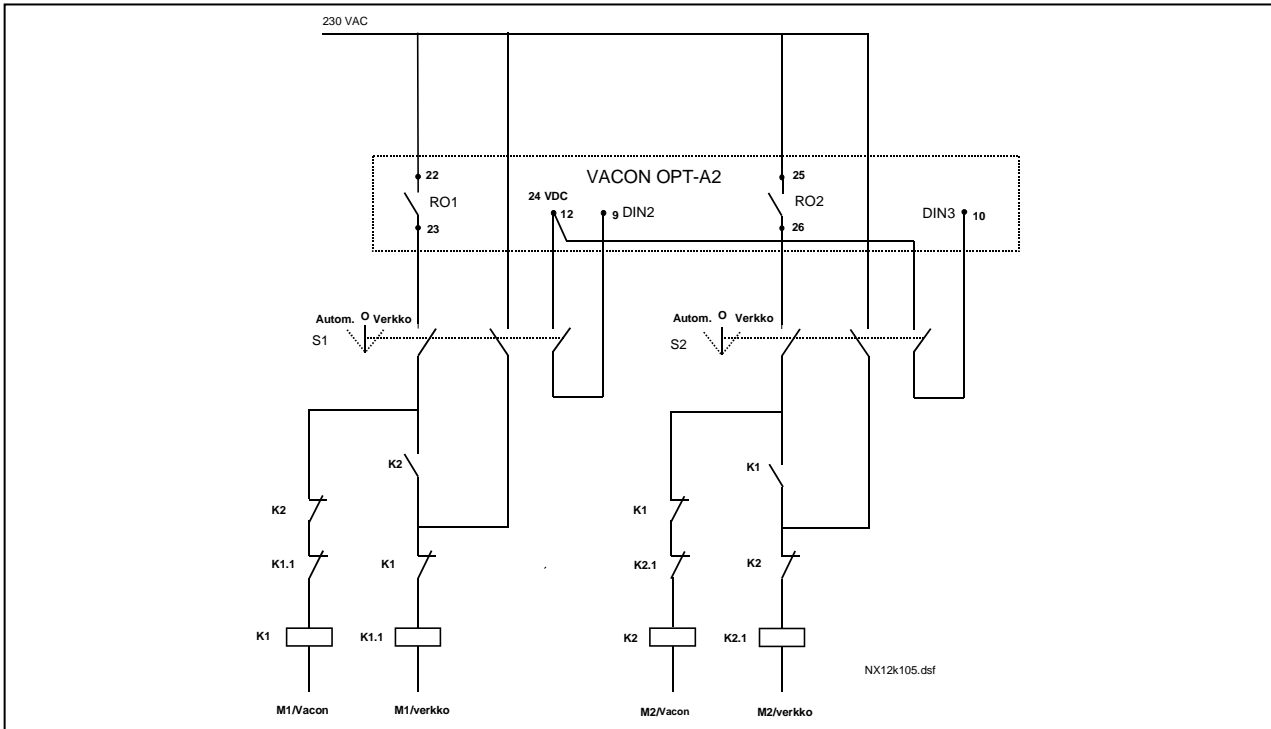 230 VAC
VACON OPT-A2
22
RO1
23
24 VDC
12
9 DIN2
25
RO2
26
DIN3 10
Autom. O Verkko
S1
Autom. O Verkko
S2
K2
K1
K2
K1
K1.1
K1
K2.1
K2
K1
K1.1
K2
K2.1
NX12k105.dsf
M1/Vacon
M1/verkko
M2/Vacon
M2/verkko